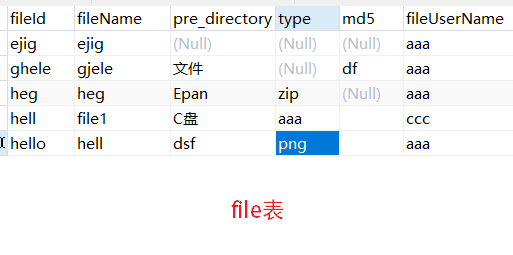 fileId fileName pre_directory type md5 fileUserName
ejig ejig (Null) (Null) (Null) aaa
ghele gjele 文件 (Null) df aaa
heg heg Epan zip (Null) aaa
hell file1 C盘 aaa ccc
hello hell dsf png aaa
file表